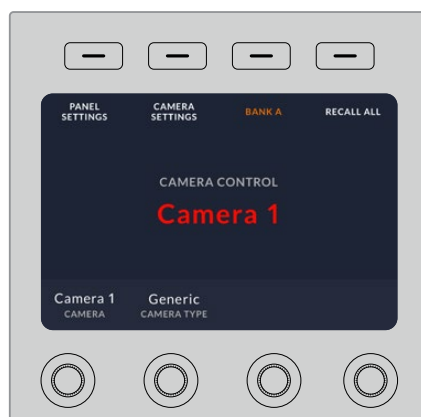 PANEL
SETTINGS
CAMERA
SETTINGS
BANK A
RECALL ALL
CAMERA CONTROL
Camera 1
Camera 1
Generic
CAMERA
CAMERA TYPE